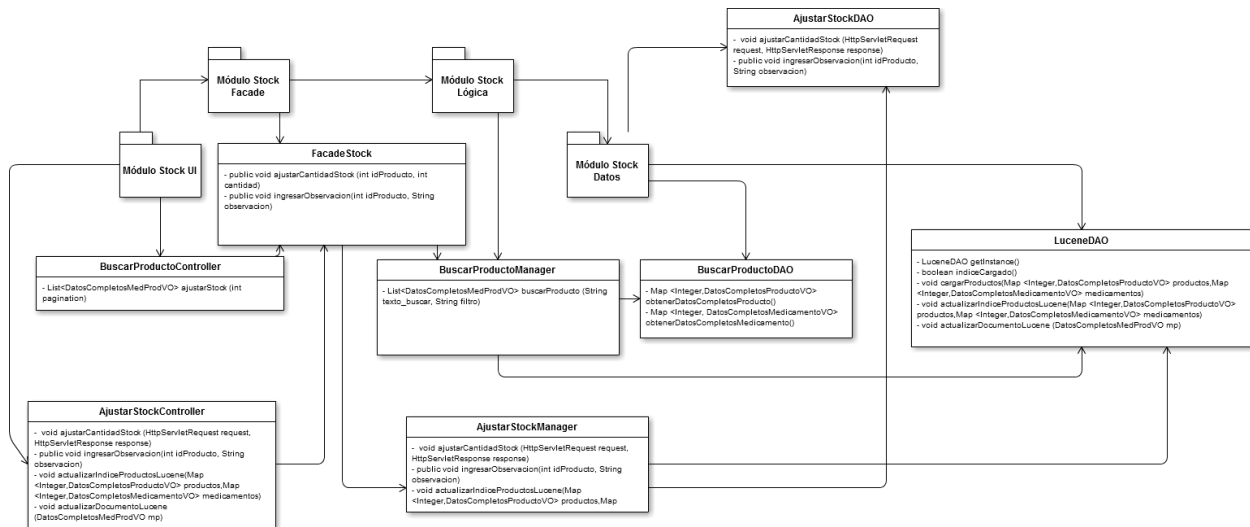 AjustarStockDAO
- void ajustarCantidadStock (HttpServletRequest
request, HttpServletResponse response)
- public void ingresarObservacion(int idProducto,
String observacion)
Módulo Stock
Facade
Módulo Stock
Lógica
Módulo Stock UI
FacadeStock
- public void ajustarCantidadStock (int idProducto, int
cantidad)
- public void ingresarObservacion(int idProducto, String
observacion)
Módulo Stock
Datos
BuscarProductoController
- List<DatosCompletosMedProdVO> ajustarStock (int
pagination)
BuscarProductoManager
- List<DatosCompletosMedProdVO> buscarProducto (String
texto_buscar, String filtro)
BuscarProductoDAO
- Map <Integer,DatosCompletosProductoVO>
obtenerDatosCompletosProducto()
- Map <Integer, DatosCompletosMedicamentoVO>
obtenerDatosCompletosMedicamento()
LuceneDAO
- LuceneDAO getInstance()
- boolean indiceCargado()
- void cargarProductos(Map <Integer,DatosCompletosProductoVO> productos,Map
<Integer,DatosCompletosMedicamentoVO> medicamentos)
- void actualizarIndiceProductosLucene(Map <Integer,DatosCompletosProductoVO>
productos,Map <Integer,DatosCompletosMedicamentoVO> medicamentos)
- void actualizarDocumentoLucene (DatosCompletosMedProdVO mp)
AjustarStockController
- void ajustarCantidadStock (HttpServletRequest request,
HttpServletResponse response)
- public void ingresarObservacion(int idProducto, String
observacion)
- void actualizarIndiceProductosLucene(Map
<Integer,DatosCompletosProductoVO> productos,Map
<Integer,DatosCompletosMedicamentoVO> medicamentos)
- void actualizarDocumentoLucene
(DatosCompletosMedProdVO mp)
AjustarStockManager
- void ajustarCantidadStock (HttpServletRequest request,
HttpServletResponse response)
- public void ingresarObservacion(int idProducto, String
observacion)
- void actualizarIndiceProductosLucene(Map
<Integer,DatosCompletosProductoVO> productos,Map